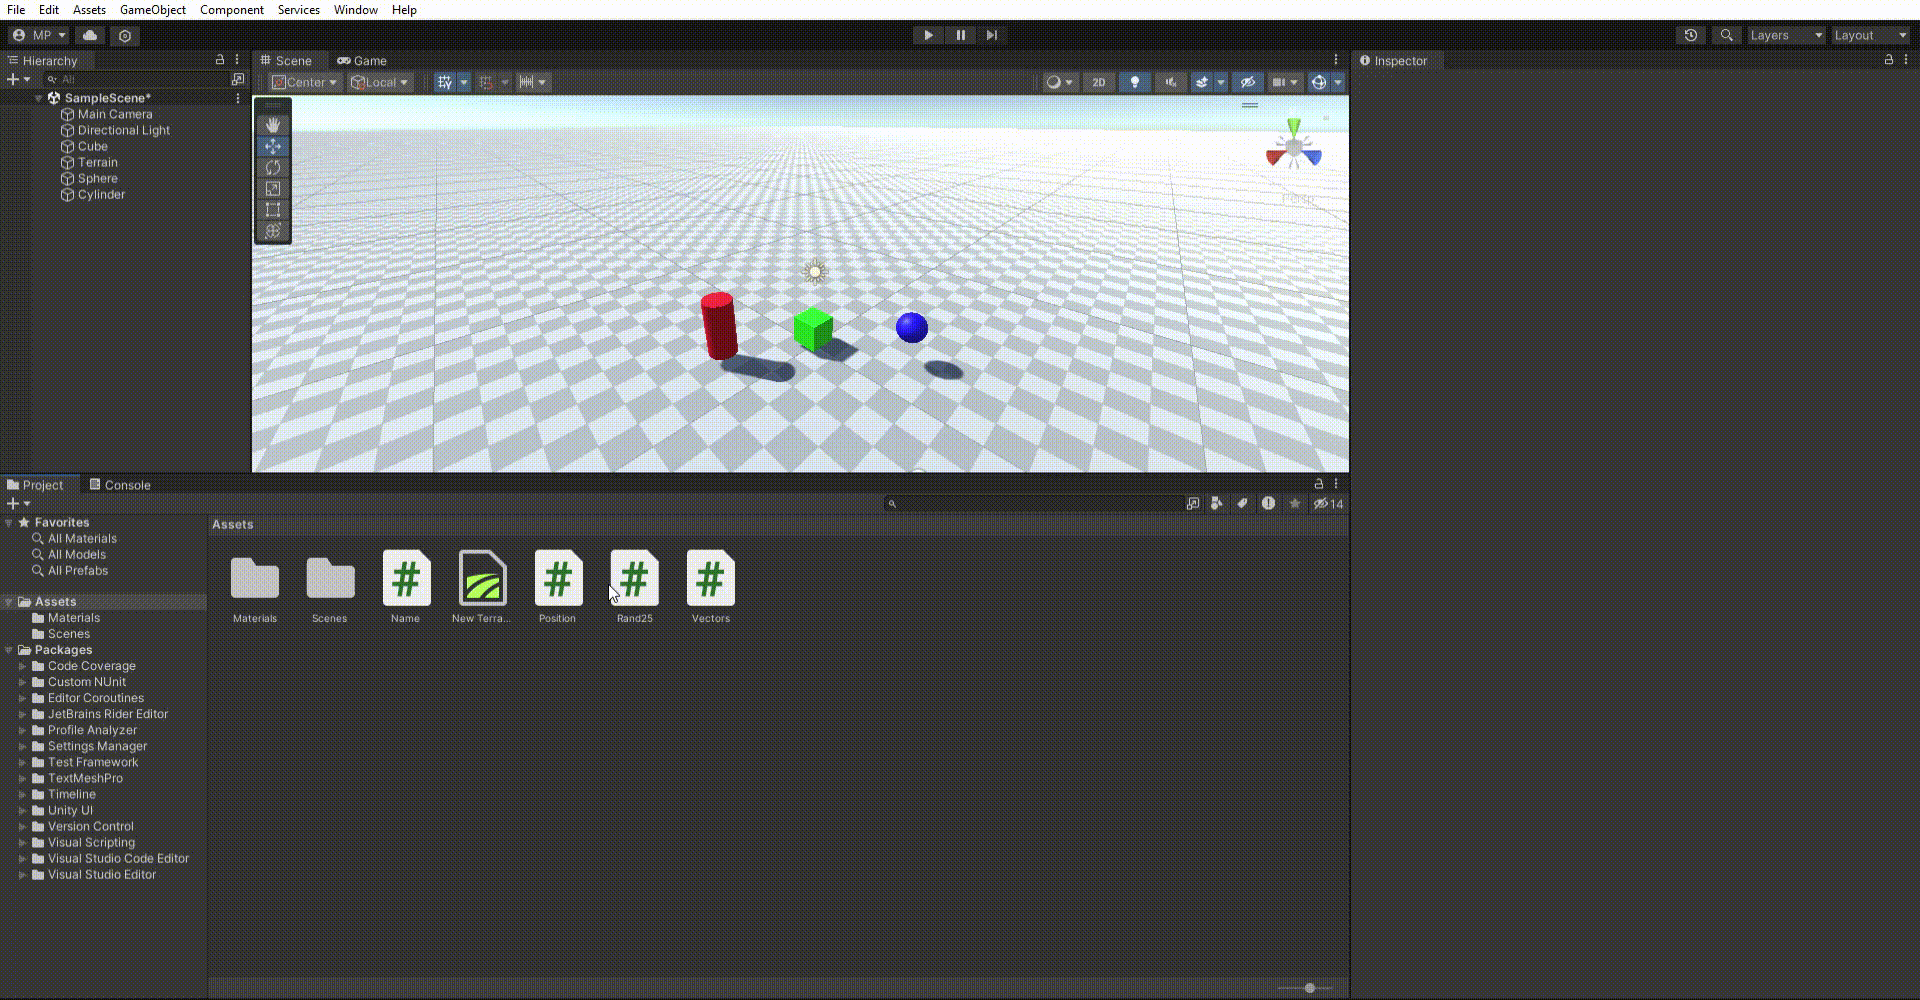 File Edit Assets GameObject Component Services Window Help
MP Layers Layout
Hierarchy
All
SampleScene*
Main Camera
Directional Light
Cube
Terrain
Sphere
Cylinder
Scene Game
Center Local 2D
Persp
Inspector
Project Console
14
Favorites
All Materials
All Models
All Prefabs
Assets
Materials
Scenes
Packages
Code Coverage
Custom NUnit
Editor Coroutines
JetBrains Rider Editor
Profile Analyzer
Settings Manager
Test Framework
TextMeshPro
Timeline
Unity UI
Version Control
Visual Scripting
Visual Studio Code Editor
Visual Studio Editor
Assets
Materials Scenes Name New Terra... Position Rand25 Vectors